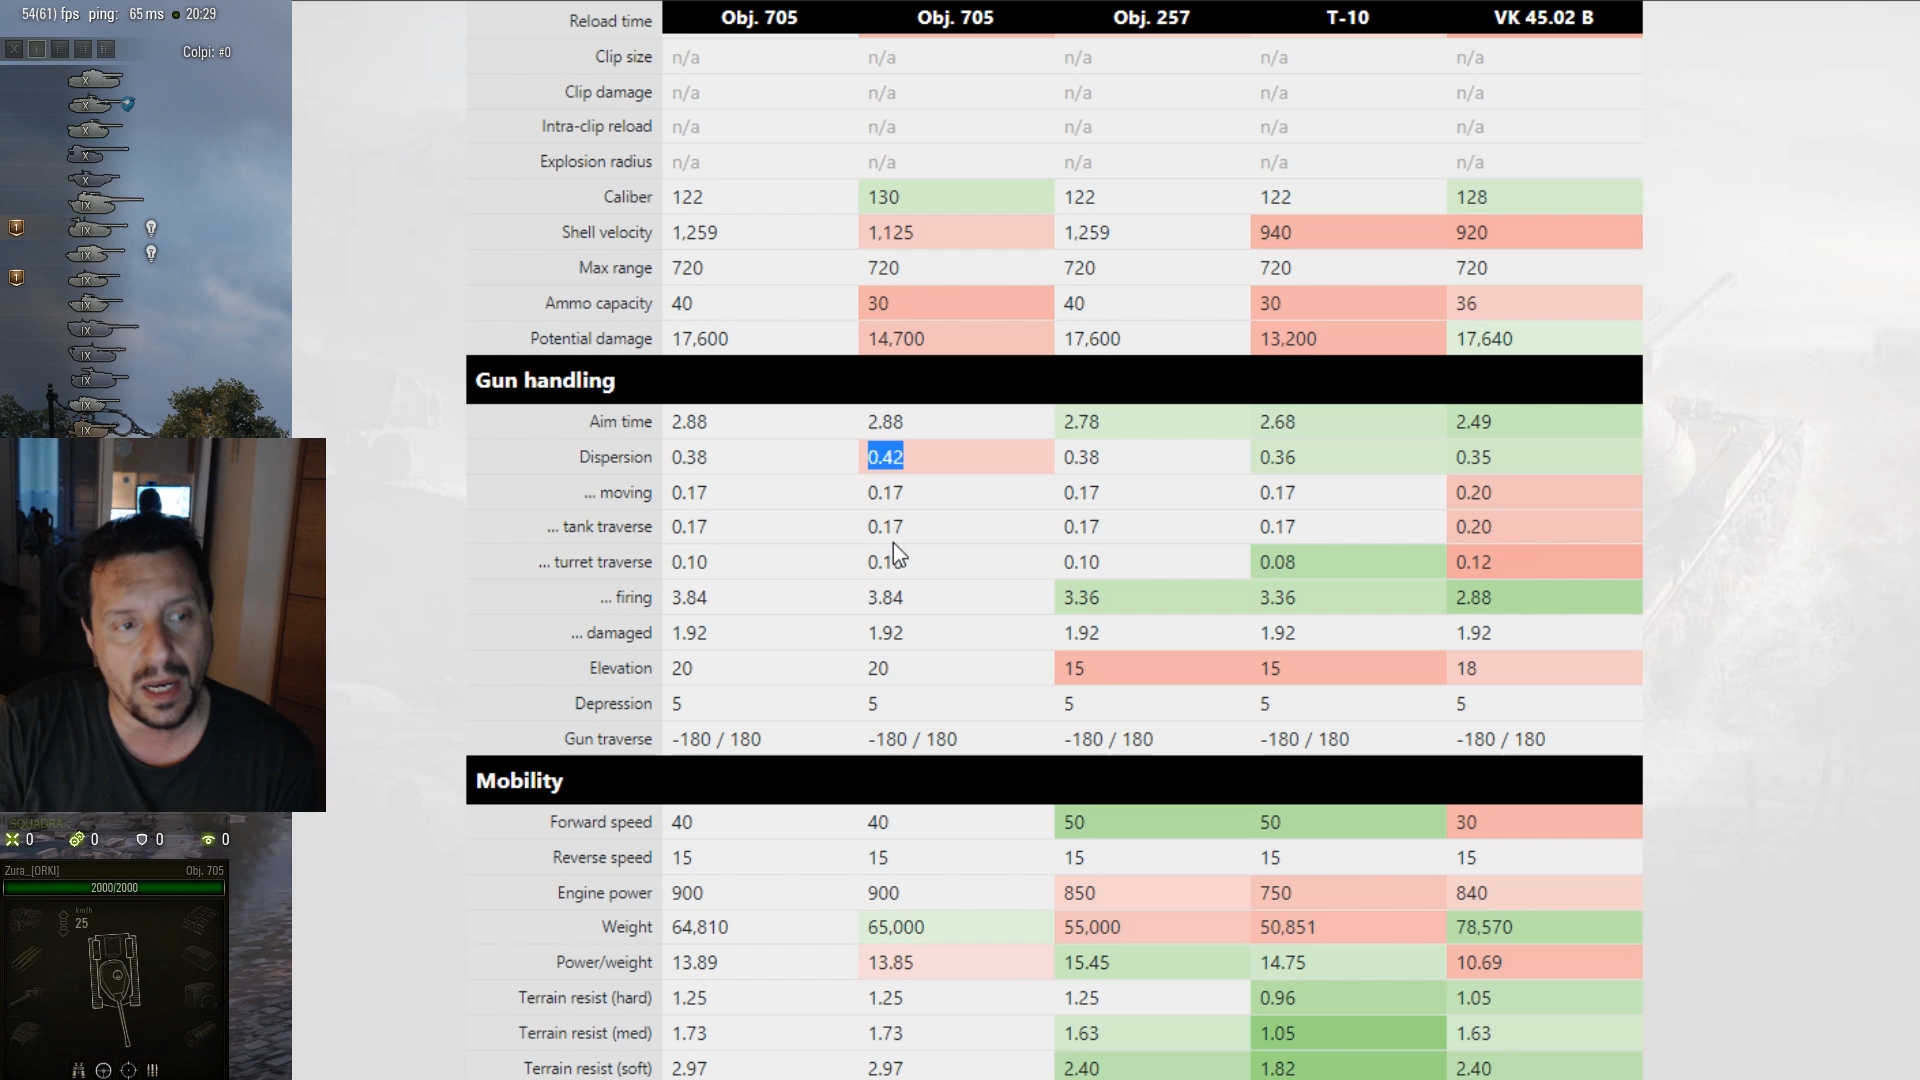 54(61) fps ping: 65 ms 20:29
Colpi: #0
X
X
X
X
X
IX
IX
IX
IX
IX
IX
IX
IX
IX
IX
SQUADRA
0 0 0 0
Zura_[ORKI] Obj. 705
2000/2000
km/h
25
Reload time Obj. 705 Obj. 705 Obj. 257 T-10 VK 45.02 B
Clip size n/a n/a n/a n/a n/a
Clip damage n/a n/a n/a n/a n/a
Intra-clip reload n/a n/a n/a n/a n/a
Explosion radius n/a n/a n/a n/a n/a
Caliber 122 130 122 122 128
Shell velocity 1,259 1,125 1,259 940 920
Max range 720 720 720 720 720
Ammo capacity 40 30 40 30 36
Potential damage 17,600 14,700 17,600 13,200 17,640
Gun handling
Aim time 2.88 2.88 2.78 2.68 2.49
Dispersion 0.38 0.42 0.38 0.36 0.35
... moving 0.17 0.17 0.17 0.17 0.20
... tank traverse 0.17 0.17 0.17 0.17 0.20
... turret traverse 0.10 0.10 0.10 0.08 0.12
... firing 3.84 3.84 3.36 3.36 2.88
... damaged 1.92 1.92 1.92 1.92 1.92
Elevation 20 20 15 15 18
Depression 5 5 5 5 5
Gun traverse -180 / 180 -180 / 180 -180 / 180 -180 / 180 -180 / 180
Mobility
Forward speed 40 40 50 50 30
Reverse speed 15 15 15 15 15
Engine power 900 900 850 750 840
Weight 64,810 65,000 55,000 50,851 78,570
Power/weight 13.89 13.85 15.45 14.75 10.69
Terrain resist (hard) 1.25 1.25 1.25 0.96 1.05
Terrain resist (med) 1.73 1.73 1.63 1.05 1.63
Terrain resist (soft) 2.97 2.97 2.40 1.82 2.40